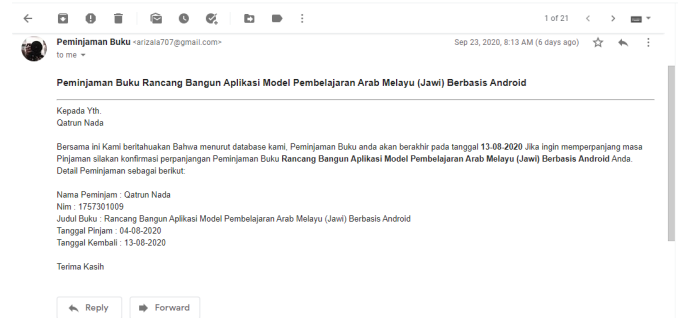 1 of 21
Peminjaman Buku <arizala707@gmail.com>
Sep 23, 2020, 8:13 AM (6 days ago)
to me
Peminjaman Buku Rancang Bangun Aplikasi Model Pembelajaran Arab Melayu (Jawi) Berbasis Android
Kepada Yth.
Qatrun Nada
Bersama ini Kami beritahuakan Bahwa menurut database kami, Peminjaman Buku anda akan berakhir pada tanggal 13-08-2020 Jika ingin memperpanjang masa
Pinjaman silakan konfirmasi perpanjangan Peminjaman Buku Rancang Bangun Aplikasi Model Pembelajaran Arab Melayu (Jawi) Berbasis Android Anda.
Detail Peminjaman sebagai berikut:
Nama Peminjam : Qatrun Nada
Nim : 1757301009
Judul Buku : Rancang Bangun Aplikasi Model Pembelajaran Arab Melayu (Jawi) Berbasis Android
Tanggal Pinjam : 04-08-2020
Tanggal Kembali : 13-08-2020
Terima Kasih
Reply
Forward